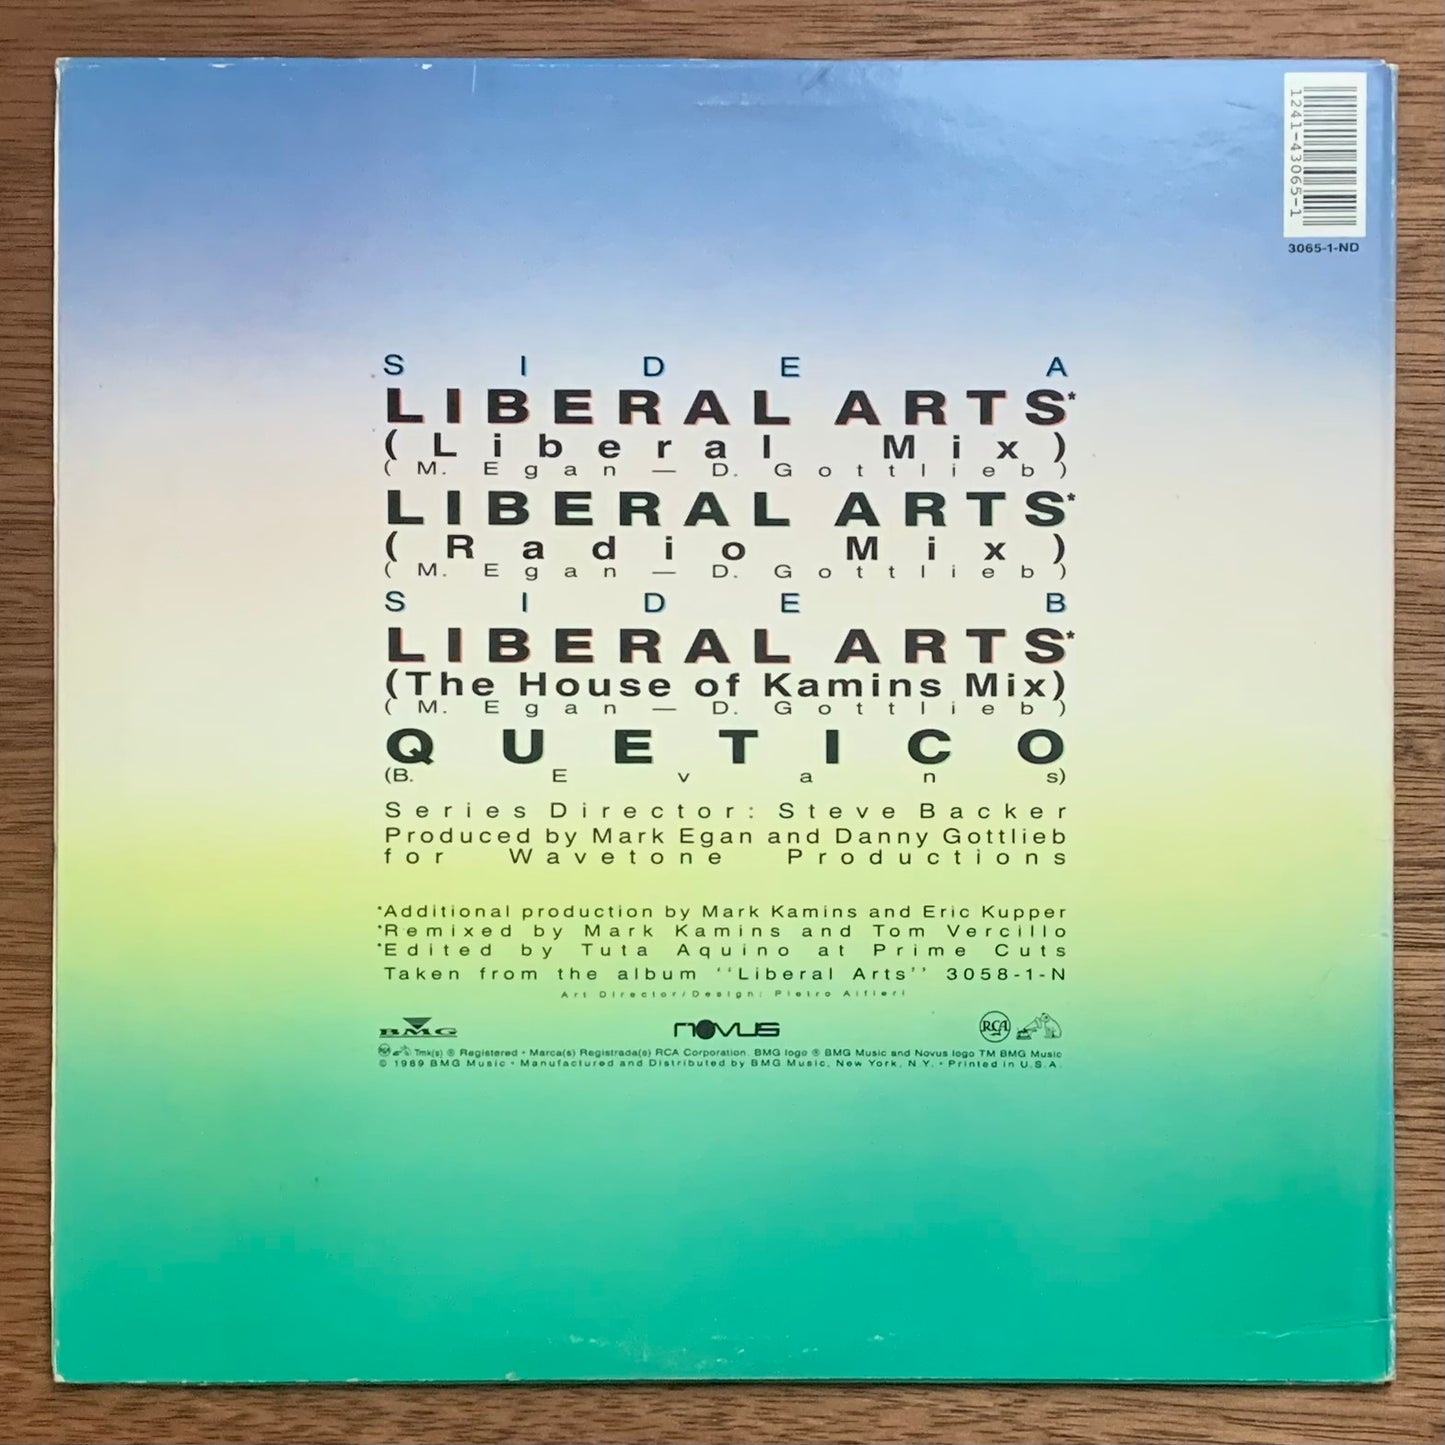 1241-43065-1
3065-1-ND
SIDE A
LIBERAL ARTS*
(Liberal Mix)
(M. Egan — D. Gottlieb)
LIBERAL ARTS*
(Radio Mix)
(M. Egan — D. Gottlieb)
SIDE B
LIBERAL ARTS*
(The House of Kamins Mix)
(M. Egan — D. Gottlieb)
QUETICO
(B. Evans)
Series Director: Steve Backer
Produced by Mark Egan and Danny Gottlieb
for Wavetone Productions
*Additional production by Mark Kamins and Eric Kupper
*Remixed by Mark Kamins and Tom Vercillo
*Edited by Tuta Aquino at Prime Cuts
Taken from the album ''Liberal Arts'' 3058-1-N
Art Director/Design: Pietro Alfieri
BMG NOVUS RCA
Tmk(s) ® Registered • Marca(s) Registrada(s) RCA Corporation. BMG logo ® BMG Music and Novus logo TM BMG Music
© 1989 BMG Music • Manufactured and Distributed by BMG Music, New York, N.Y. • Printed in U.S.A.